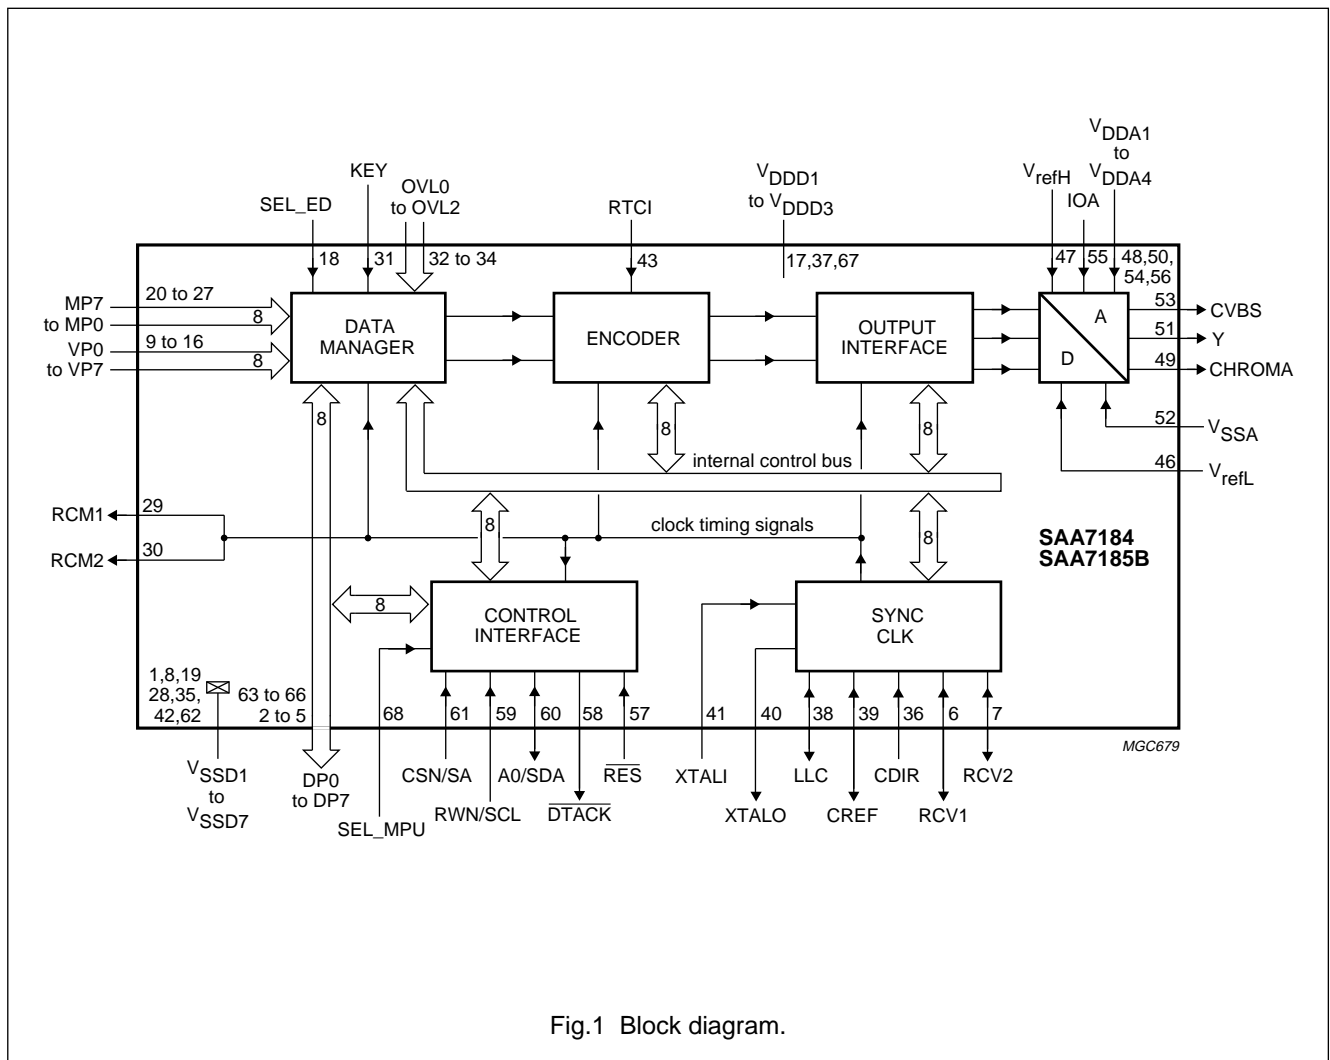 VDDA1
to
VDDA4
KEY
OVL0
to OVL2
VDDD1
to VDDD3
VrefH
SEL_ED
RTCI
IOA
18
31
32 to 34
43
17,37,67
47
55
48,50,
54,56
MP7
to MP0
20 to 27
8
VP0
to VP7
9 to 16
8
DATA
MANAGER
ENCODER
OUTPUT
INTERFACE
A
D
53
CVBS
51
Y
49
CHROMA
8
8
8
52
VSSA
internal control bus
46
VrefL
RCM1
29
8
clock timing signals
8
SAA7184
SAA7185B
RCM2
30
8
CONTROL
INTERFACE
SYNC
CLK
1,8,19
28,35,
42,62
63 to 66
2 to 5
68
61
59
60
58
57
41
40
38
39
36
6
7
MGC679
VSSD1
to
VSSD7
DP0
to DP7
CSN/SA
A0/SDA
RES
XTALI
LLC
CDIR
RCV2
SEL_MPU
RWN/SCL
DTACK
XTALO
CREF
RCV1
Fig.1 Block diagram.